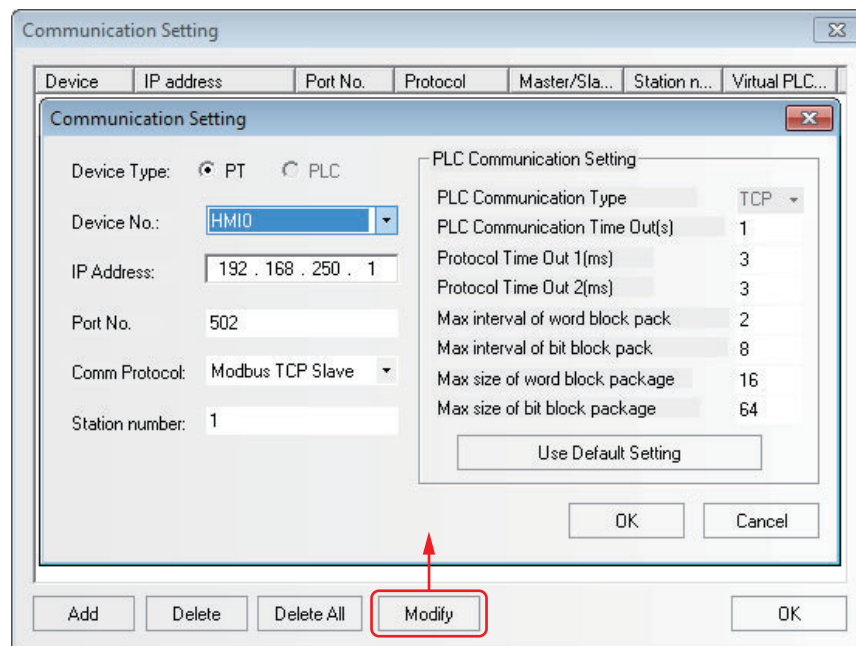 Communication Setting
Device IP address Port No. Protocol Master/Sla... Station n... Virtual PLC...
Communication Setting
Device Type: PT PLC
Device No.: HMI0
IP Address: 192 . 168 . 250 . 1
Port No. 502
Comm Protocol: Modbus TCP Slave
Station number: 1
PLC Communication Setting
PLC Communication Type TCP
PLC Communication Time Out(s) 1
Protocol Time Out 1(ms) 3
Protocol Time Out 2(ms) 3
Max interval of word block pack 2
Max interval of bit block pack 8
Max size of word block package 16
Max size of bit block package 64
Use Default Setting
OK Cancel
Add Delete Delete All Modify OK